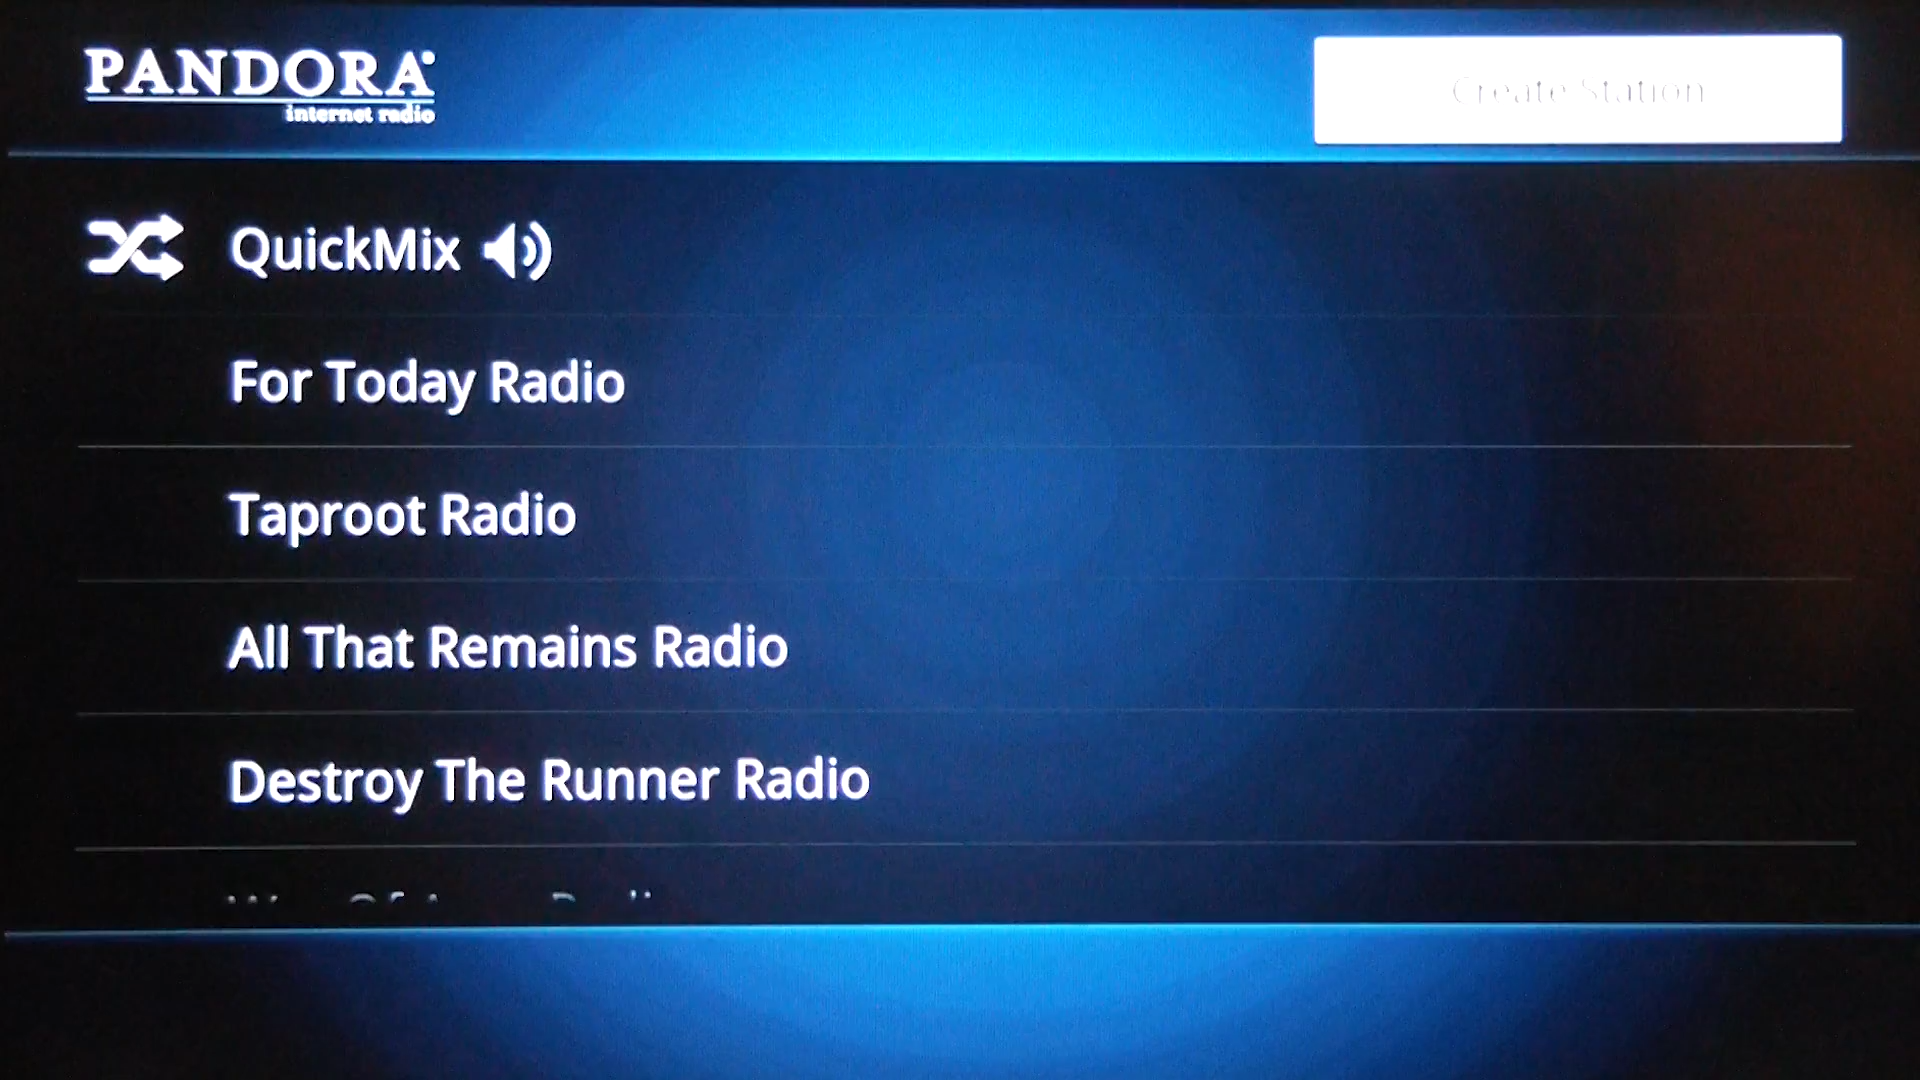 PANDORA
internet radio
Create Station
QuickMix
For Today Radio
Taproot Radio
All That Remains Radio
Destroy The Runner Radio